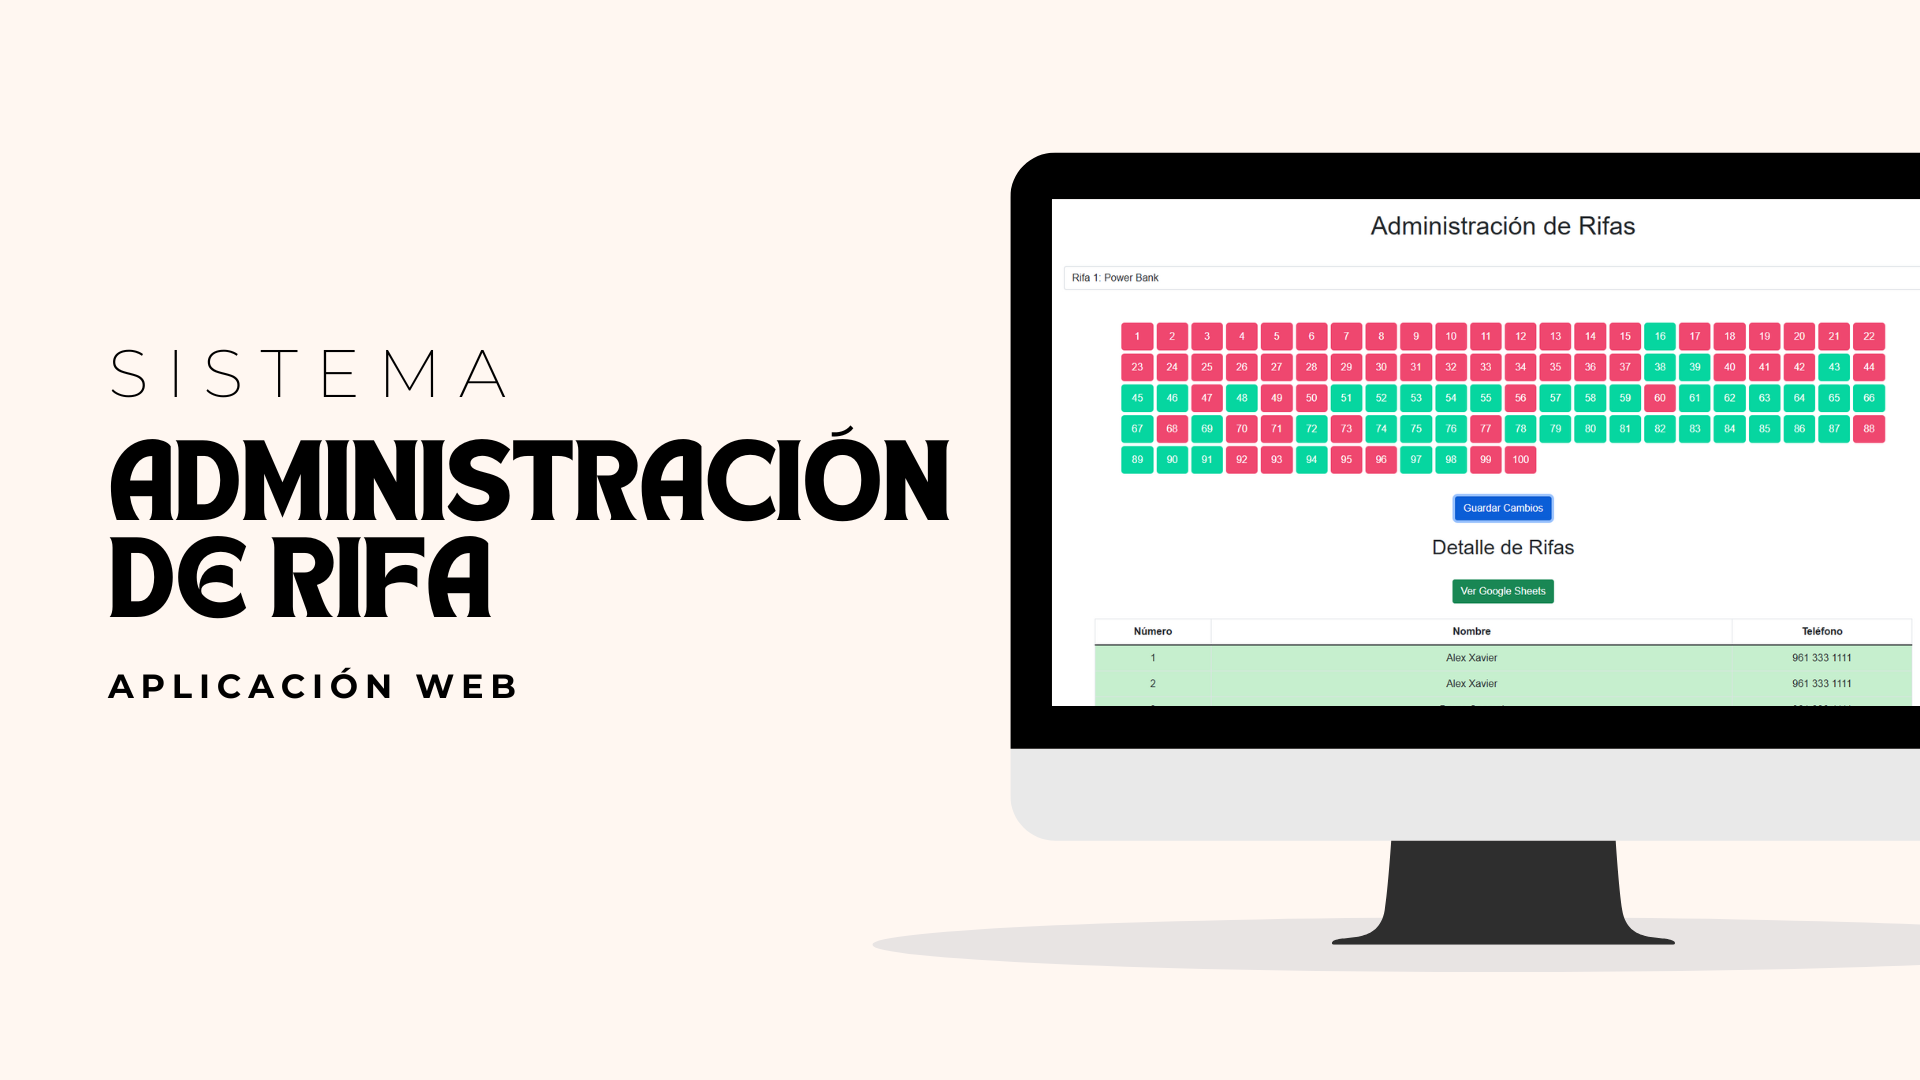 SISTEMA
ADMINISTRACIÓN
DE RIFA
APLICACIÓN WEB
Administración de Rifas
Rifa 1: Power Bank
1 2 3 4 5 6 7 8 9 10 11 12 13 14 15 16 17 18 19 20 21 22
23 24 25 26 27 28 29 30 31 32 33 34 35 36 37 38 39 40 41 42 43 44
45 46 47 48 49 50 51 52 53 54 55 56 57 58 59 60 61 62 63 64 65 66
67 68 69 70 71 72 73 74 75 76 77 78 79 80 81 82 83 84 85 86 87 88
89 90 91 92 93 94 95 96 97 98 99 100
Guardar Cambios
Detalle de Rifas
Ver Google Sheets
Número Nombre Teléfono
1 Alex Xavier 961 333 1111
2 Alex Xavier 961 333 1111